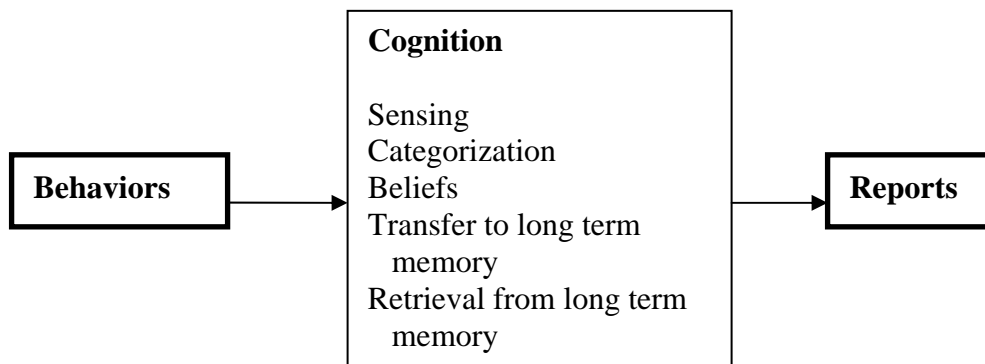 Behaviors
Cognition
Sensing
Categorization
Beliefs
Transfer to long term
memory
Retrieval from long term
memory
Reports